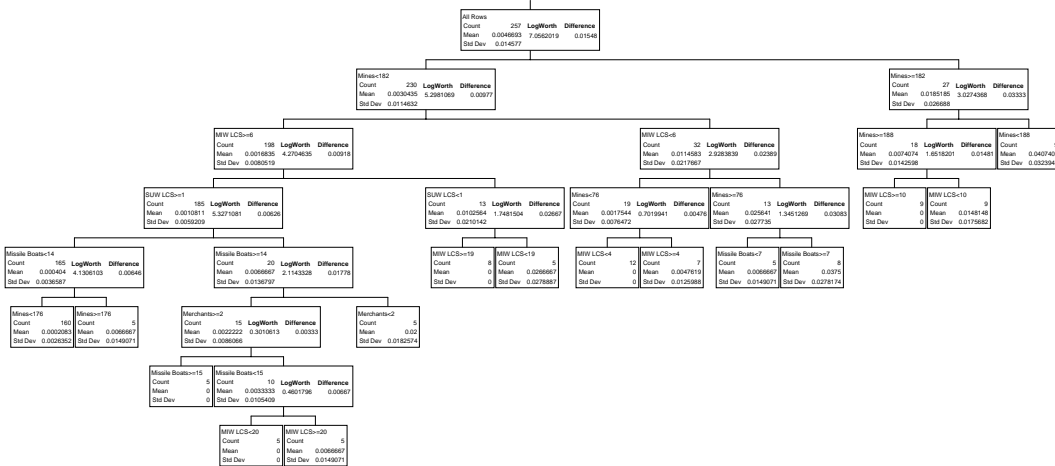 All Rows
Count 257 LogWorth Difference
Mean 0.0046693 7.0562019 0.01548
Std Dev 0.014577
Mines<182
Count 230 LogWorth Difference
Mean 0.0030435 5.2981069 0.00977
Std Dev 0.0114632
Mines>=182
Count 27 LogWorth Difference
Mean 0.0185185 3.0274368 0.03333
Std Dev 0.026688
MIW LCS>=6
Count 198 LogWorth Difference
Mean 0.0016835 4.2704635 0.00918
Std Dev 0.0080519
MIW LCS<6
Count 32 LogWorth Difference
Mean 0.0114583 2.9283839 0.02389
Std Dev 0.0217667
Mines>=188
Count 18 LogWorth Difference
Mean 0.0074074 1.6518201 0.01481
Std Dev 0.0142598
Mines<188
Count
Mean 0.040740
Std Dev 0.032394
SUW LCS>=1
Count 185 LogWorth Difference
Mean 0.0010811 5.3271081 0.00626
Std Dev 0.0059209
SUW LCS<1
Count 13 LogWorth Difference
Mean 0.0102564 1.7481504 0.02667
Std Dev 0.0210142
Mines<76
Count 19 LogWorth Difference
Mean 0.0017544 0.7019941 0.00476
Std Dev 0.0076472
Mines>=76
Count 13 LogWorth Difference
Mean 0.025641 1.3451269 0.03083
Std Dev 0.027735
MIW LCS>=10
Count 9
Mean 0
Std Dev 0
MIW LCS<10
Count 9
Mean 0.0148148
Std Dev 0.0175682
Missile Boats<14
Count 165 LogWorth Difference
Mean 0.000404 4.1306103 0.00646
Std Dev 0.0036587
Missile Boats>=14
Count 20 LogWorth Difference
Mean 0.0066667 2.1143328 0.01778
Std Dev 0.0136797
MIW LCS>=19
Count 8
Mean 0
Std Dev 0
MIW LCS<19
Count 5
Mean 0.0266667
Std Dev 0.0278887
MIW LCS<4
Count 12
Mean 0
Std Dev 0
MIW LCS>=4
Count 7
Mean 0.0047619
Std Dev 0.0125988
Missile Boats<7
Count 5
Mean 0.0066667
Std Dev 0.0149071
Missile Boats>=7
Count 8
Mean 0.0375
Std Dev 0.0278174
Mines<176
Count 160
Mean 0.0002083
Std Dev 0.0026352
Mines>=176
Count 5
Mean 0.0066667
Std Dev 0.0149071
Merchants>=2
Count 15 LogWorth Difference
Mean 0.0022222 0.3010613 0.00333
Std Dev 0.0086066
Merchants<2
Count 5
Mean 0.02
Std Dev 0.0182574
Missile Boats>=15
Count 5
Mean 0
Std Dev 0
Missile Boats<15
Count 10 LogWorth Difference
Mean 0.0033333 0.4601796 0.00667
Std Dev 0.0105409
MIW LCS<20
Count 5
Mean 0
Std Dev 0
MIW LCS>=20
Count 5
Mean 0.0066667
Std Dev 0.0149071